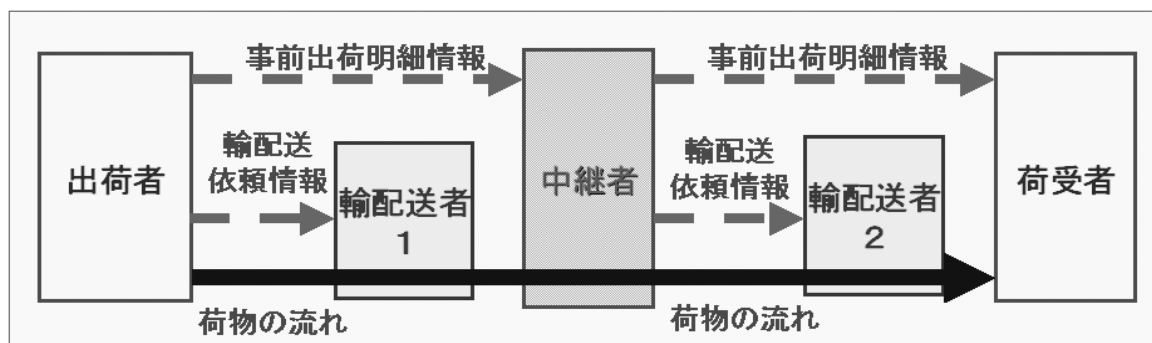 事前出荷明細情報
事前出荷明細情報
出荷者
輸配送
依頼情報
輸配送者
1
中継者
輸配送
依頼情報
輸配送者
2
荷受者
荷物の流れ
荷物の流れ